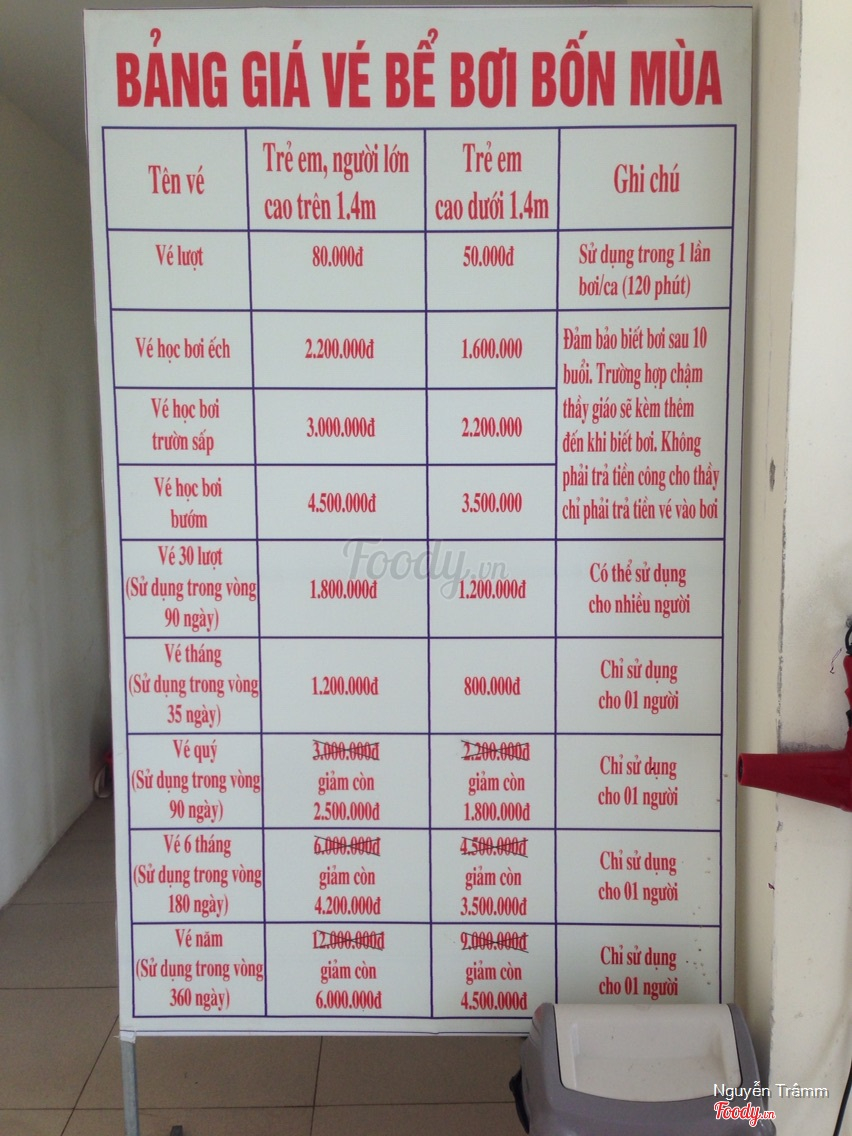 BẢNG GIÁ VÉ BỂ BƠI BỐN MÙA
Tên vé
Trẻ em, người lớn
cao trên 1.4m
Trẻ em
cao dưới 1.4m
Ghi chú
Vé lượt
80.000đ
50.000đ
Sử dụng trong 1 lần
bơi/ca (120 phút)
Vé học bơi ếch
2.200.000đ
1.600.000
Đảm bảo biết bơi sau 10
buổi. Trường hợp chậm
thầy giáo sẽ kèm thêm
đến khi biết bơi. Không
phải trả tiền công cho thầy
chỉ phải trả tiền vé vào bơi
Vé học bơi
trườn sấp
3.000.000đ
2.200.000
Vé học bơi
bướm
4.500.000đ
3.500.000
Vé 30 lượt
(Sử dụng trong vòng
90 ngày)
1.800.000đ
1.200.000đ
Có thể sử dụng
cho nhiều người
Vé tháng
(Sử dụng trong vòng
35 ngày)
1.200.000đ
800.000đ
Chỉ sử dụng
cho 01 người
Vé quý
(Sử dụng trong vòng
90 ngày)
3.000.000đ
giảm còn
2.500.000đ
2.200.000đ
giảm còn
1.800.000đ
Chỉ sử dụng
cho 01 người
Vé 6 tháng
(Sử dụng trong vòng
180 ngày)
6.000.000đ
giảm còn
4.200.000đ
4.500.000đ
giảm còn
3.500.000đ
Chỉ sử dụng
cho 01 người
Vé năm
(Sử dụng trong vòng
360 ngày)
12.000.000đ
giảm còn
6.000.000đ
9.000.000đ
giảm còn
4.500.000đ
Chỉ sử dụng
cho 01 người
Foody.vn
Nguyễn Trâmm
Foody.vn